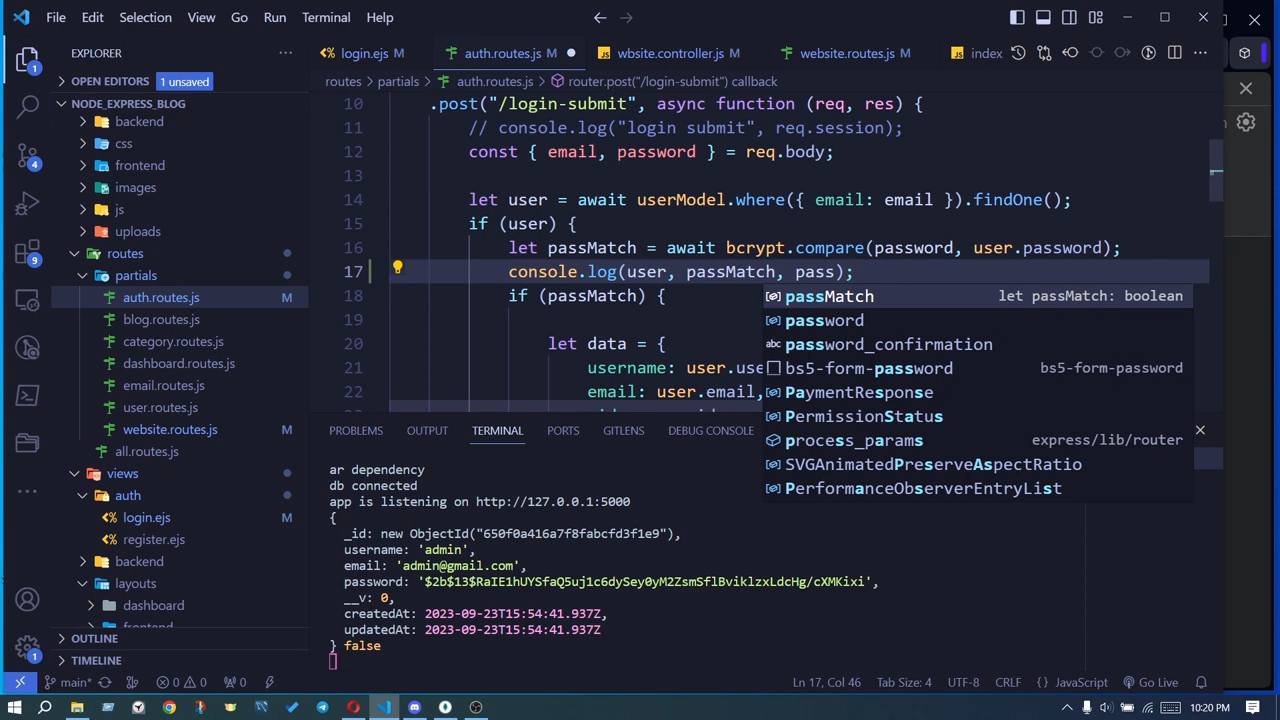 File Edit Selection View Go Run Terminal Help
EXPLORER
login.ejs M
auth.routes.js M
JS wbsite.controller.js M
website.routes.js M
JS index
1
OPEN EDITORS 1 unsaved
routes > partials > auth.routes.js > router.post("/login-submit") callback
NODE_EXPRESS_BLOG
backend
css
frontend
images
js
uploads
routes
partials
auth.routes.js M
blog.routes.js
category.routes.js
dashboard.routes.js
email.routes.js
user.routes.js
website.routes.js M
all.routes.js
views
auth
login.ejs M
register.ejs
backend
layouts
dashboard
frontend
OUTLINE
TIMELINE
4
9
1
10 .post("/login-submit", async function (req, res) {
11 // console.log("login submit", req.session);
12 const { email, password } = req.body;
13
14 let user = await userModel.where({ email: email }).findOne();
15 if (user) {
16 let passMatch = await bcrypt.compare(password, user.password);
17 console.log(user, passMatch, pass);
18 if (passMatch) {
19
20 let data = {
21 username: user.use
22 email: user.email,
passMatch let passMatch: boolean
password
abc password_confirmation
bs5-form-password bs5-form-password
PaymentResponse
PermissionStatus
process_params express/lib/router
SVGAnimatedPreserveAspectRatio
PerformanceObserverEntryList
PROBLEMS OUTPUT TERMINAL PORTS GITLENS DEBUG CONSOLE
ar dependency
db connected
app is listening on http://127.0.0.1:5000
{
_id: new ObjectId("650f0a416a7f8fabcfd3f1e9"),
username: 'admin',
email: 'admin@gmail.com',
password: '$2b$13$RaIE1hUYSfaQ5uj1c6dySey0yM2ZsmSflBviklzxLdcHg/cXMKixi',
__v: 0,
createdAt: 2023-09-23T15:54:41.937Z,
updatedAt: 2023-09-23T15:54:41.937Z
} false
main* 0 0 0 Ln 17, Col 46 Tab Size: 4 UTF-8 CRLF {} JavaScript Go Live
10:20 PM